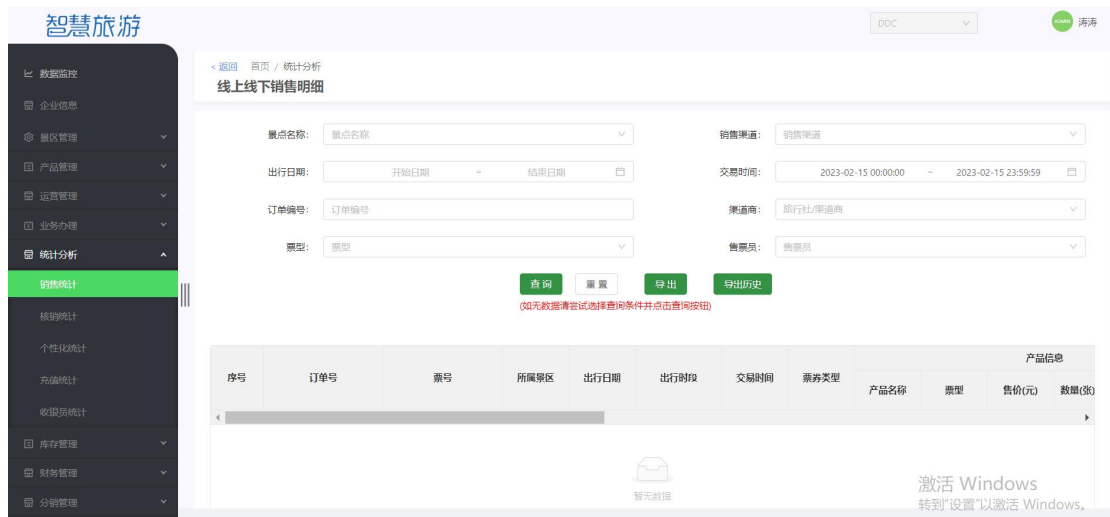 智慧旅游
DDC
ADMIN 涛涛
数据监控
企业信息
景区管理
产品管理
运营管理
业务办理
统计分析
销售统计
核销统计
个性化统计
充值统计
收银员统计
库存管理
财务管理
分销管理
< 返回 首页 / 统计分析
线上线下销售明细
景点名称: 景点名称 销售渠道: 销售渠道
出行日期: 开始日期 ~ 结束日期 交易时间: 2023-02-15 00:00:00 ~ 2023-02-15 23:59:59
订单编号: 订单编号 渠道商: 旅行社/渠道商
票型: 票型 售票员: 售票员
查询 重置 导出 导出历史
(如无数据请尝试选择查询条件并点击查询按钮)
产品信息
序号 订单号 票号 所属景区 出行日期 出行时段 交易时间 票券类型
产品名称 票型 售价(元) 数量(张)
暂无数据
激活 Windows
转到"设置"以激活 Windows。